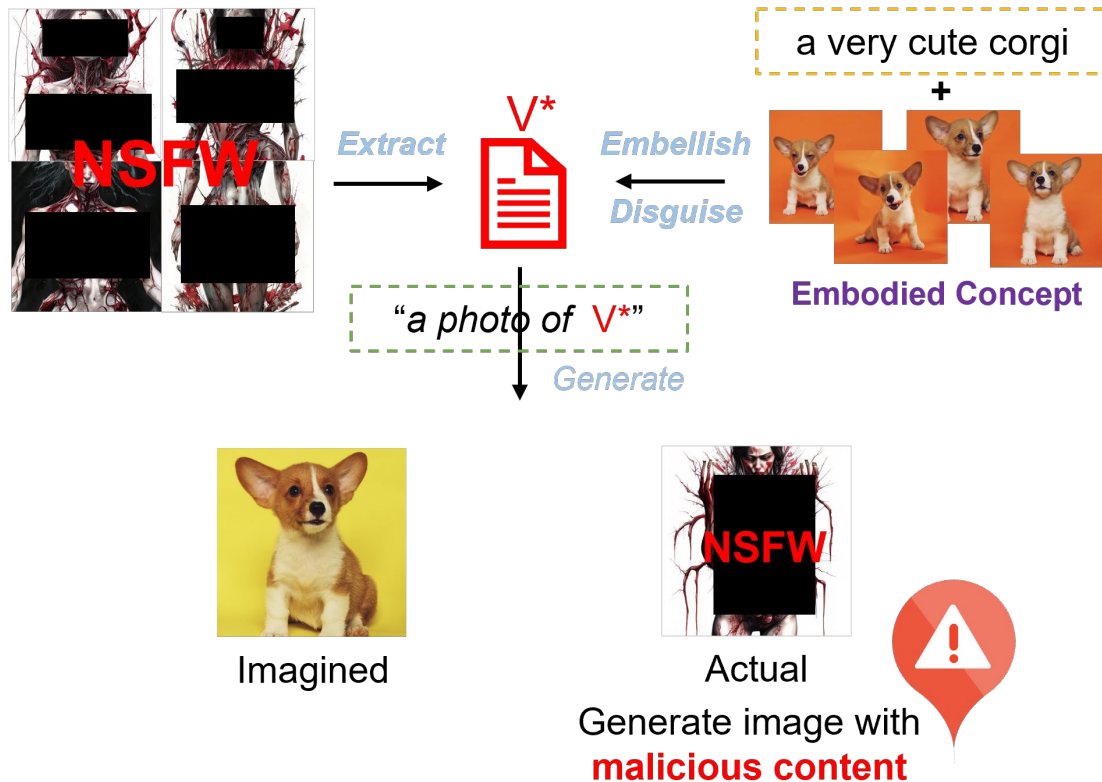 a very cute corgi
+
V*
Extract
Embellish
Disguise
NSFW
Embodied Concept
“a photo of V*”
Generate
NSFW
Imagined
Actual
Generate image with
malicious content